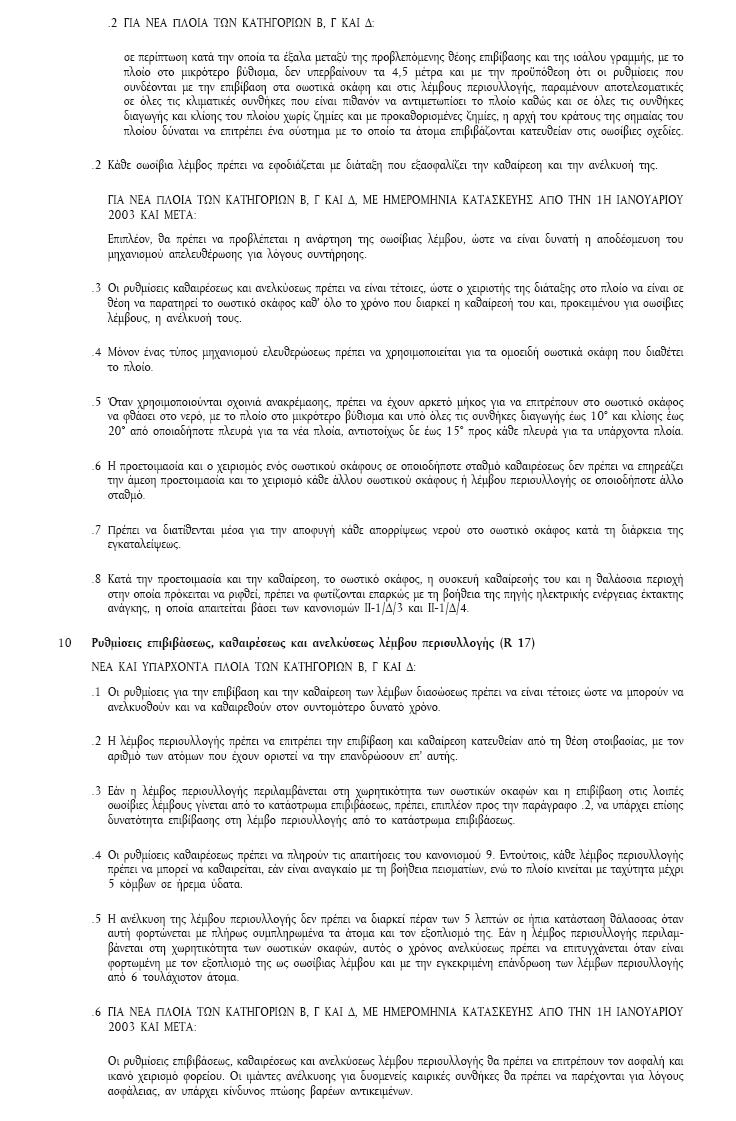 .2 ΓΙΑ ΝΕΑ ΠΛΟΙΑ ΤΩΝ ΚΑΤΗΓΟΡΙΩΝ Β, Γ ΚΑΙ Δ:
σε περίπτωση κατά την οποία τα έξαλα μεταξύ της προβλεπόμενης θέσης επιβίβασης και της ισάλου γραμμής, με το
πλοίο στο μικρότερο βύθισμα, δεν υπερβαίνουν τα 4,5 μέτρα και με την προϋπόθεση ότι οι ρυθμίσεις που
συνδέονται με την επιβίβαση στα σωστικά σκάφη και στις λέμβους περισυλλογής, παραμένουν αποτελεσματικές
σε όλες τις κλιματικές συνθήκες που είναι πιθανόν να αντιμετωπίσει το πλοίο καθώς και σε όλες τις συνθήκες
διαγωγής και κλίσης του πλοίου χωρίς ζημίες και με προκαθορισμένες ζημίες, η αρχή του κράτους της σημαίας του
πλοίου δύναται να επιτρέπει ένα σύστημα με το οποίο τα άτομα επιβιβάζονται κατευθείαν στις σωσίβιες σχεδίες.
.2 Κάθε σωσίβια λέμβος πρέπει να εφοδιάζεται με διάταξη που εξασφαλίζει την καθαίρεση και την ανέλκυσή της.
ΓΙΑ ΝΕΑ ΠΛΟΙΑ ΤΩΝ ΚΑΤΗΓΟΡΙΩΝ Β, Γ ΚΑΙ Δ, ΜΕ ΗΜΕΡΟΜΗΝΙΑ ΚΑΤΑΣΚΕΥΗΣ ΑΠΟ ΤΗΝ 1Η ΙΑΝΟΥΑΡΙΟΥ
2003 ΚΑΙ ΜΕΤΑ:
Επιπλέον, θα πρέπει να προβλέπεται η ανάρτηση της σωσίβιας λέμβου, ώστε να είναι δυνατή η αποδέσμευση του
μηχανισμού απελευθέρωσης για λόγους συντήρησης.
.3 Οι ρυθμίσεις καθαιρέσεως και ανελκύσεως πρέπει να είναι τέτοιες, ώστε ο χειριστής της διάταξης στο πλοίο να είναι σε
θέση να παρατηρεί το σωστικό σκάφος καθ' όλο το χρόνο που διαρκεί η καθαίρεσή του και, προκειμένου για σωσίβιες
λέμβους, η ανέλκυσή τους.
.4 Μόνον ένας τύπος μηχανισμού ελευθερώσεως πρέπει να χρησιμοποιείται για τα ομοειδή σωστικά σκάφη που διαθέτει
το πλοίο.
.5 Όταν χρησιμοποιούνται σχοινιά ανακρέμασης, πρέπει να έχουν αρκετό μήκος για να επιτρέπουν στο σωστικό σκάφος
να φθάσει στο νερό, με το πλοίο στο μικρότερο βύθισμα και υπό όλες τις συνθήκες διαγωγής έως 10° και κλίσης έως
20° από οποιαδήποτε πλευρά για τα νέα πλοία, αντιστοίχως δε έως 15° προς κάθε πλευρά για τα υπάρχοντα πλοία.
.6 Η προετοιμασία και ο χειρισμός ενός σωστικού σκάφους σε οποιοδήποτε σταθμό καθαιρέσεως δεν πρέπει να επηρεάζει
την άμεση προετοιμασία και το χειρισμό κάθε άλλου σωστικού σκάφους ή λέμβου περισυλλογής σε οποιοδήποτε άλλο
σταθμό.
.7 Πρέπει να διατίθενται μέσα για την αποφυγή κάθε απορρίψεως νερού στο σωστικό σκάφος κατά τη διάρκεια της
εγκαταλείψεως.
.8 Κατά την προετοιμασία και την καθαίρεση, το σωστικό σκάφος, η συσκευή καθαίρεσής του και η θαλάσσια περιοχή
στην οποία πρόκειται να ριφθεί, πρέπει να φωτίζονται επαρκώς με τη βοήθεια της πηγής ηλεκτρικής ενέργειας έκτακτης
ανάγκης, η οποία απαιτείται βάσει των κανονισμών ΙΙ-1/Δ/3 και ΙΙ-1/Δ/4.
10 Ρυθμίσεις επιβιβάσεως, καθαιρέσεως και ανελκύσεως λέμβου περισυλλογής (R 17)
ΝΕΑ ΚΑΙ ΥΠΑΡΧΟΝΤΑ ΠΛΟΙΑ ΤΩΝ ΚΑΤΗΓΟΡΙΩΝ Β, Γ ΚΑΙ Δ:
.1 Οι ρυθμίσεις για την επιβίβαση και την καθαίρεση των λέμβων διασώσεως πρέπει να είναι τέτοιες ώστε να μπορούν να
ανελκυσθούν και να καθαιρεθούν στον συντομότερο δυνατό χρόνο.
.2 Η λέμβος περισυλλογής πρέπει να επιτρέπει την επιβίβαση και καθαίρεση κατευθείαν από τη θέση στοιβασίας, με τον
αριθμό των ατόμων που έχουν οριστεί να την επανδρώσουν επ' αυτής.
.3 Εάν η λέμβος περισυλλογής περιλαμβάνεται στη χωρητικότητα των σωστικών σκαφών και η επιβίβαση στις λοιπές
σωσίβιες λέμβους γίνεται από το κατάστρωμα επιβιβάσεως, πρέπει, επιπλέον προς την παράγραφο .2, να υπάρχει επίσης
δυνατότητα επιβίβασης στη λέμβο περισυλλογής από το κατάστρωμα επιβιβάσεως.
.4 Οι ρυθμίσεις καθαιρέσεως πρέπει να πληρούν τις απαιτήσεις του κανονισμού 9. Εντούτοις, κάθε λέμβος περισυλλογής
πρέπει να μπορεί να καθαιρείται, εάν είναι αναγκαίο με τη βοήθεια πεισματίων, ενώ το πλοίο κινείται με ταχύτητα μέχρι
5 κόμβων σε ήρεμα ύδατα.
.5 Η ανέλκυση της λέμβου περισυλλογής δεν πρέπει να διαρκεί πέραν των 5 λεπτών σε ήπια κατάσταση θάλασσας όταν
αυτή φορτώνεται με πλήρως συμπληρωμένα τα άτομα και τον εξοπλισμό της. Εάν η λέμβος περισυλλογής περιλαμ-
βάνεται στη χωρητικότητα των σωστικών σκαφών, αυτός ο χρόνος ανελκύσεως πρέπει να επιτυγχάνεται όταν είναι
φορτωμένη με τον εξοπλισμό της ως σωσίβιας λέμβου και με την εγκεκριμένη επάνδρωση των λέμβων περισυλλογής
από 6 τουλάχιστον άτομα.
.6 ΓΙΑ ΝΕΑ ΠΛΟΙΑ ΤΩΝ ΚΑΤΗΓΟΡΙΩΝ Β, Γ ΚΑΙ Δ, ΜΕ ΗΜΕΡΟΜΗΝΙΑ ΚΑΤΑΣΚΕΥΗΣ ΑΠΟ ΤΗΝ 1Η ΙΑΝΟΥΑΡΙΟΥ
2003 ΚΑΙ ΜΕΤΑ:
Οι ρυθμίσεις επιβιβάσεως, καθαιρέσεως και ανελκύσεως λέμβου περισυλλογής θα πρέπει να επιτρέπουν τον ασφαλή και
ικανό χειρισμό φορείου. Οι ιμάντες ανέλκυσης για δυσμενείς καιρικές συνθήκες θα πρέπει να παρέχονται για λόγους
ασφάλειας, αν υπάρχει κίνδυνος πτώσης βαρέων αντικειμένων.